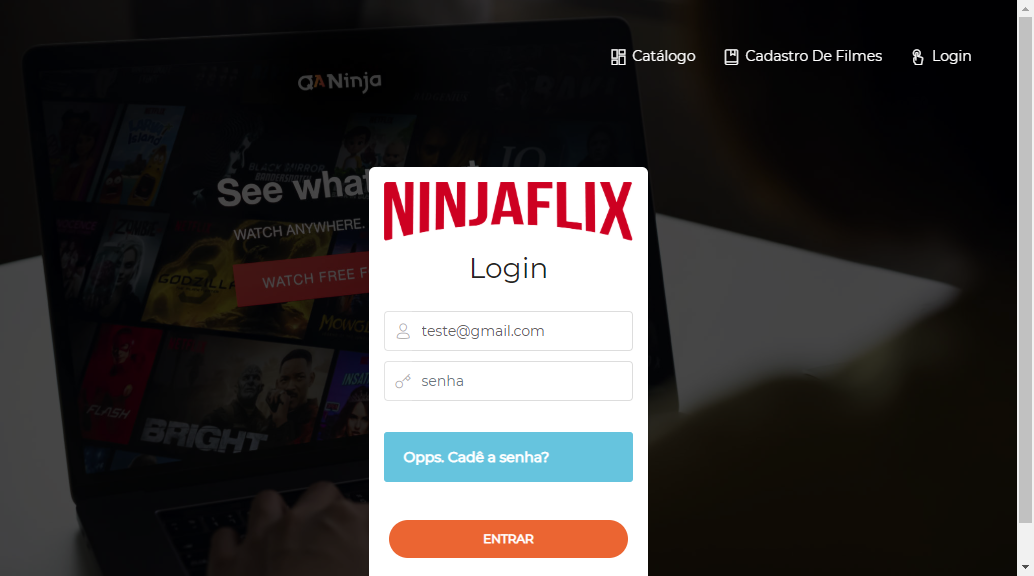 Catálogo
Cadastro De Filmes
Login
QANinja
BLACK MIRROR
See what
WATCH ANYWHERE.
WATCH FREE F
GODZILLA
FLASH
BRIGHT
NINJAFLIX
Login
teste@gmail.com
senha
Opps. Cadê a senha?
ENTRAR